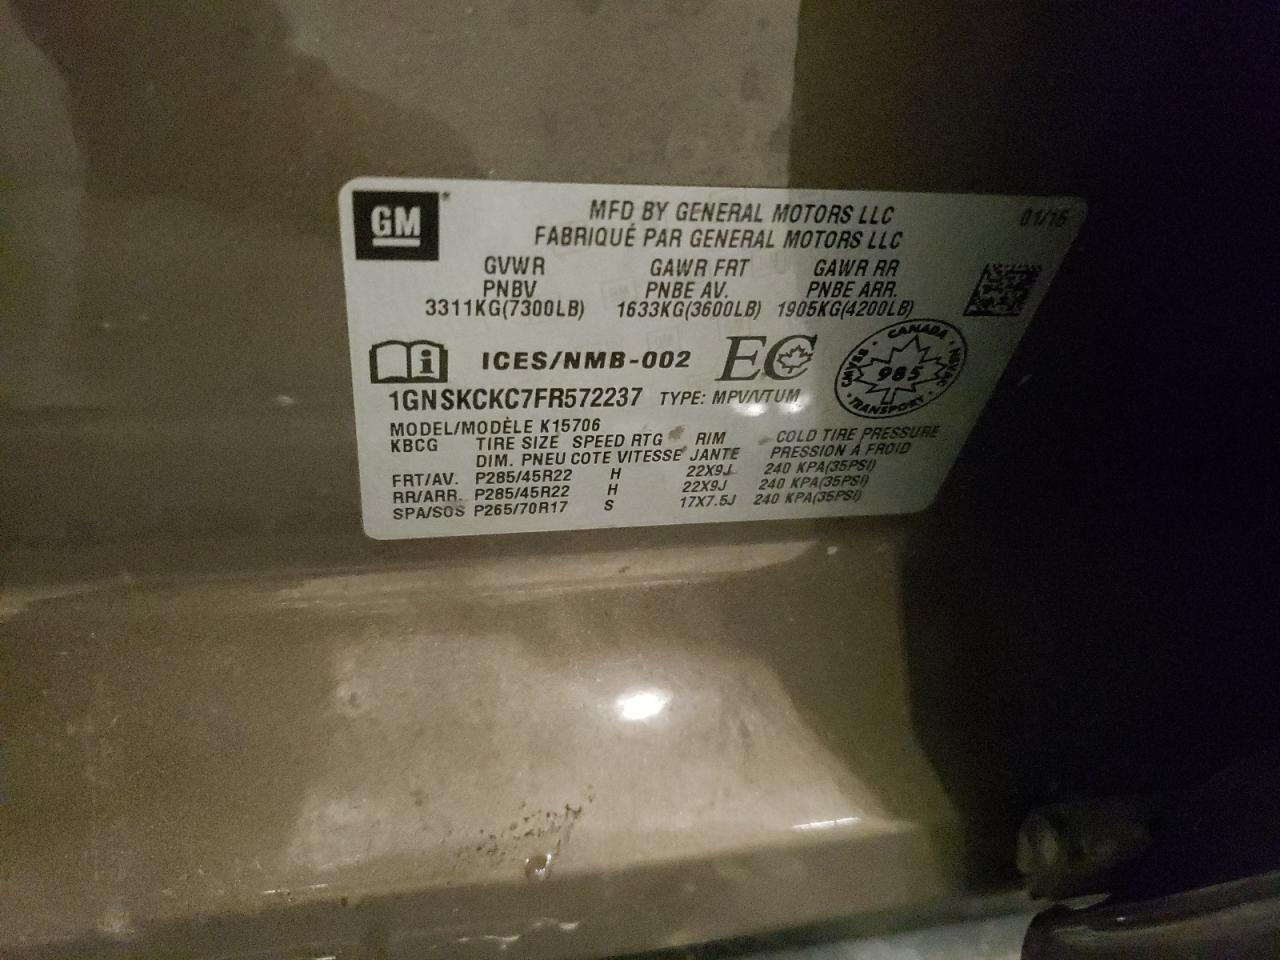 GM
MFD BY GENERAL MOTORS LLC 01/15
FABRIQUÉ PAR GENERAL MOTORS LLC
GVWR GAWR FRT GAWR RR
PNBV PNBE AV. PNBE ARR.
3311KG(7300LB) 1633KG(3600LB) 1905KG(4200LB)
i ICES/NMB-002 EC
CANADA
CMVSS 985 NSVAC
TRANSPORT
1GNSKCKC7FR572237 TYPE: MPV/VTUM
MODEL/MODÈLE K15706
KBCG TIRE SIZE SPEED RTG RIM COLD TIRE PRESSURE
DIM. PNEU COTE VITESSE JANTE PRESSION À FROID
FRT/AV. P285/45R22 H 22X9J 240 KPA(35PSI)
RR/ARR. P285/45R22 H 22X9J 240 KPA(35PSI)
SPA/SOS P265/70R17 S 17X7.5J 240 KPA(35PSI)